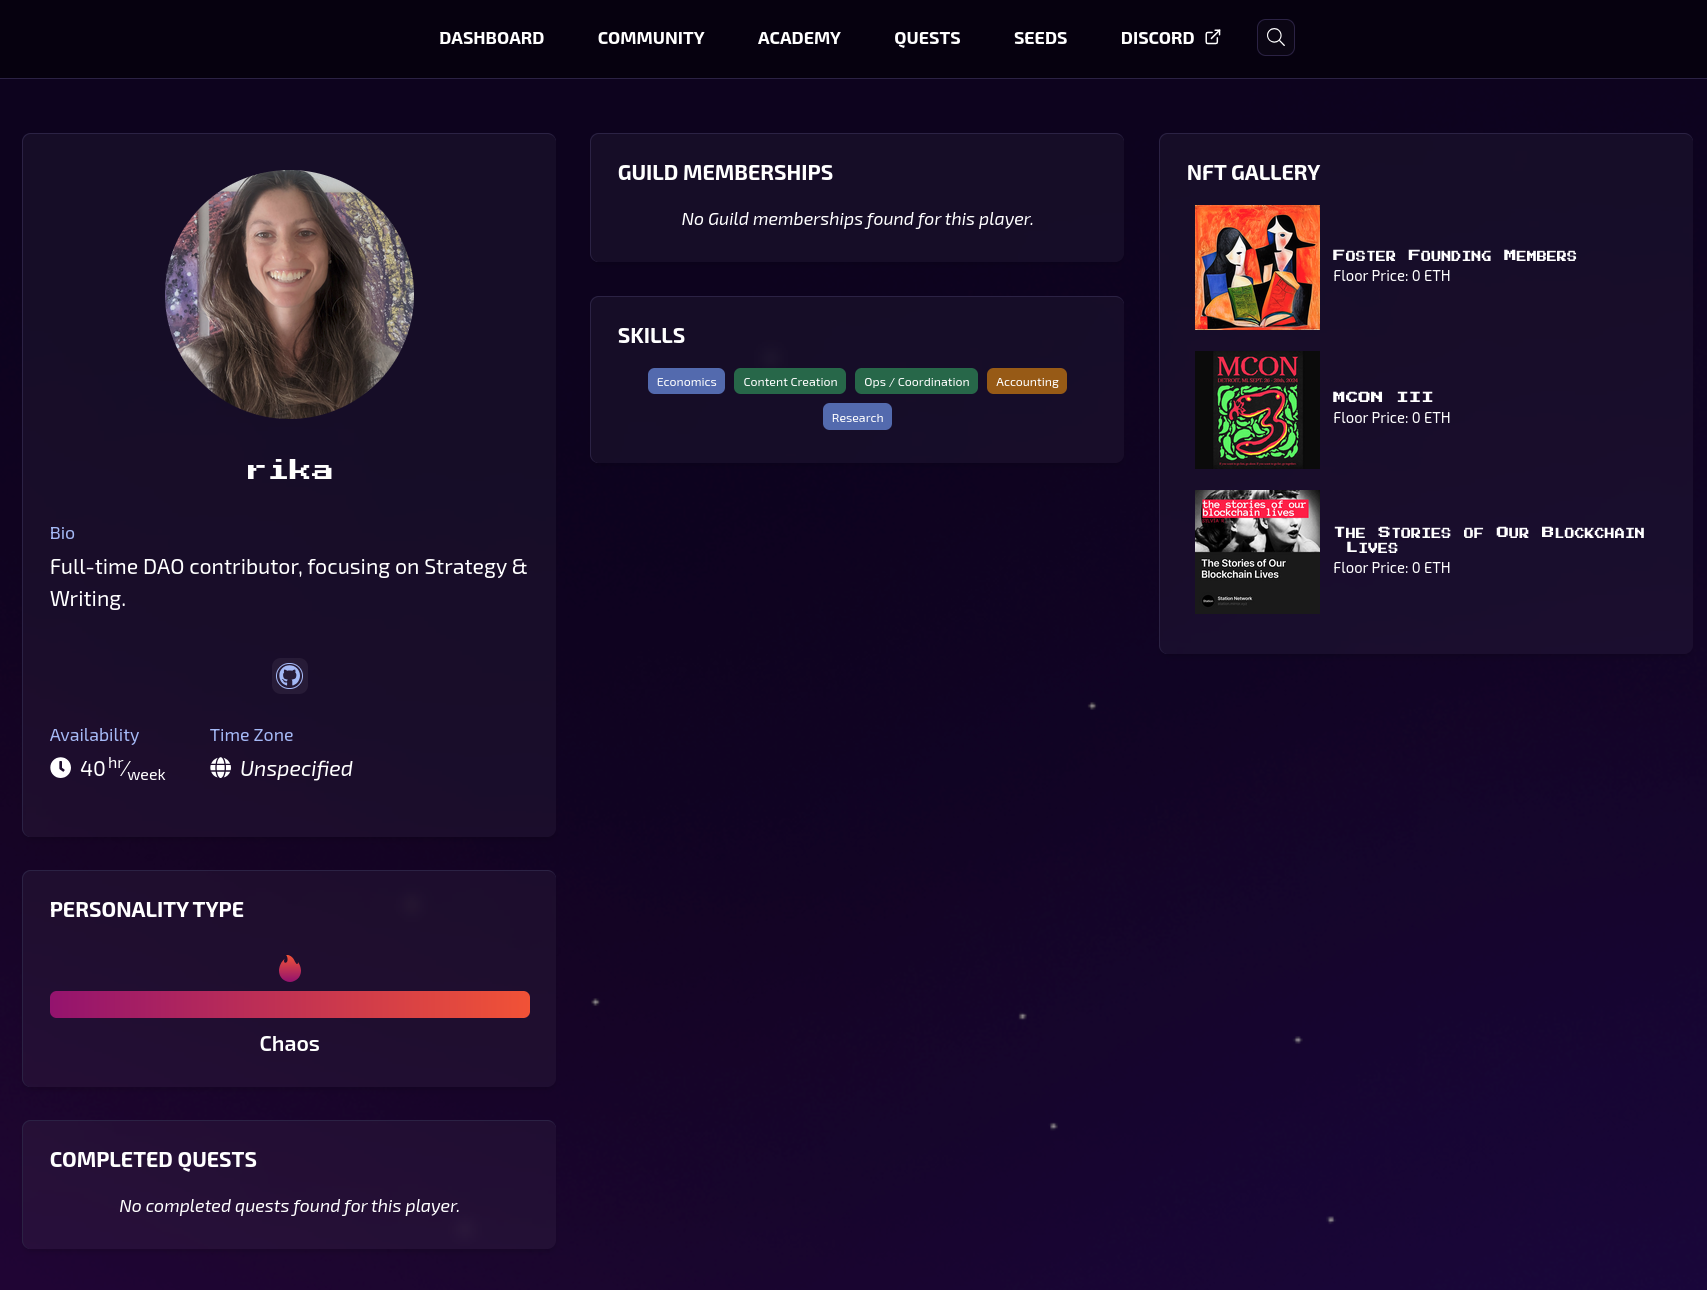 DASHBOARD COMMUNITY ACADEMY QUESTS SEEDS DISCORD
rika
Bio
Full-time DAO contributor, focusing on Strategy &
Writing.
Availability Time Zone
40 hr/week Unspecified
PERSONALITY TYPE
Chaos
COMPLETED QUESTS
No completed quests found for this player.
GUILD MEMBERSHIPS
No Guild memberships found for this player.
SKILLS
Economics Content Creation Ops / Coordination Accounting
Research
NFT GALLERY
Foster Founding Members
Floor Price: 0 ETH
MCON
DETROIT, MI. SEPT.
MCON III
Floor Price: 0 ETH
the stories of our
blockchain lives
The Stories of Our
Blockchain Lives
Station Network
The Stories of Our Blockchain
Lives
Floor Price: 0 ETH